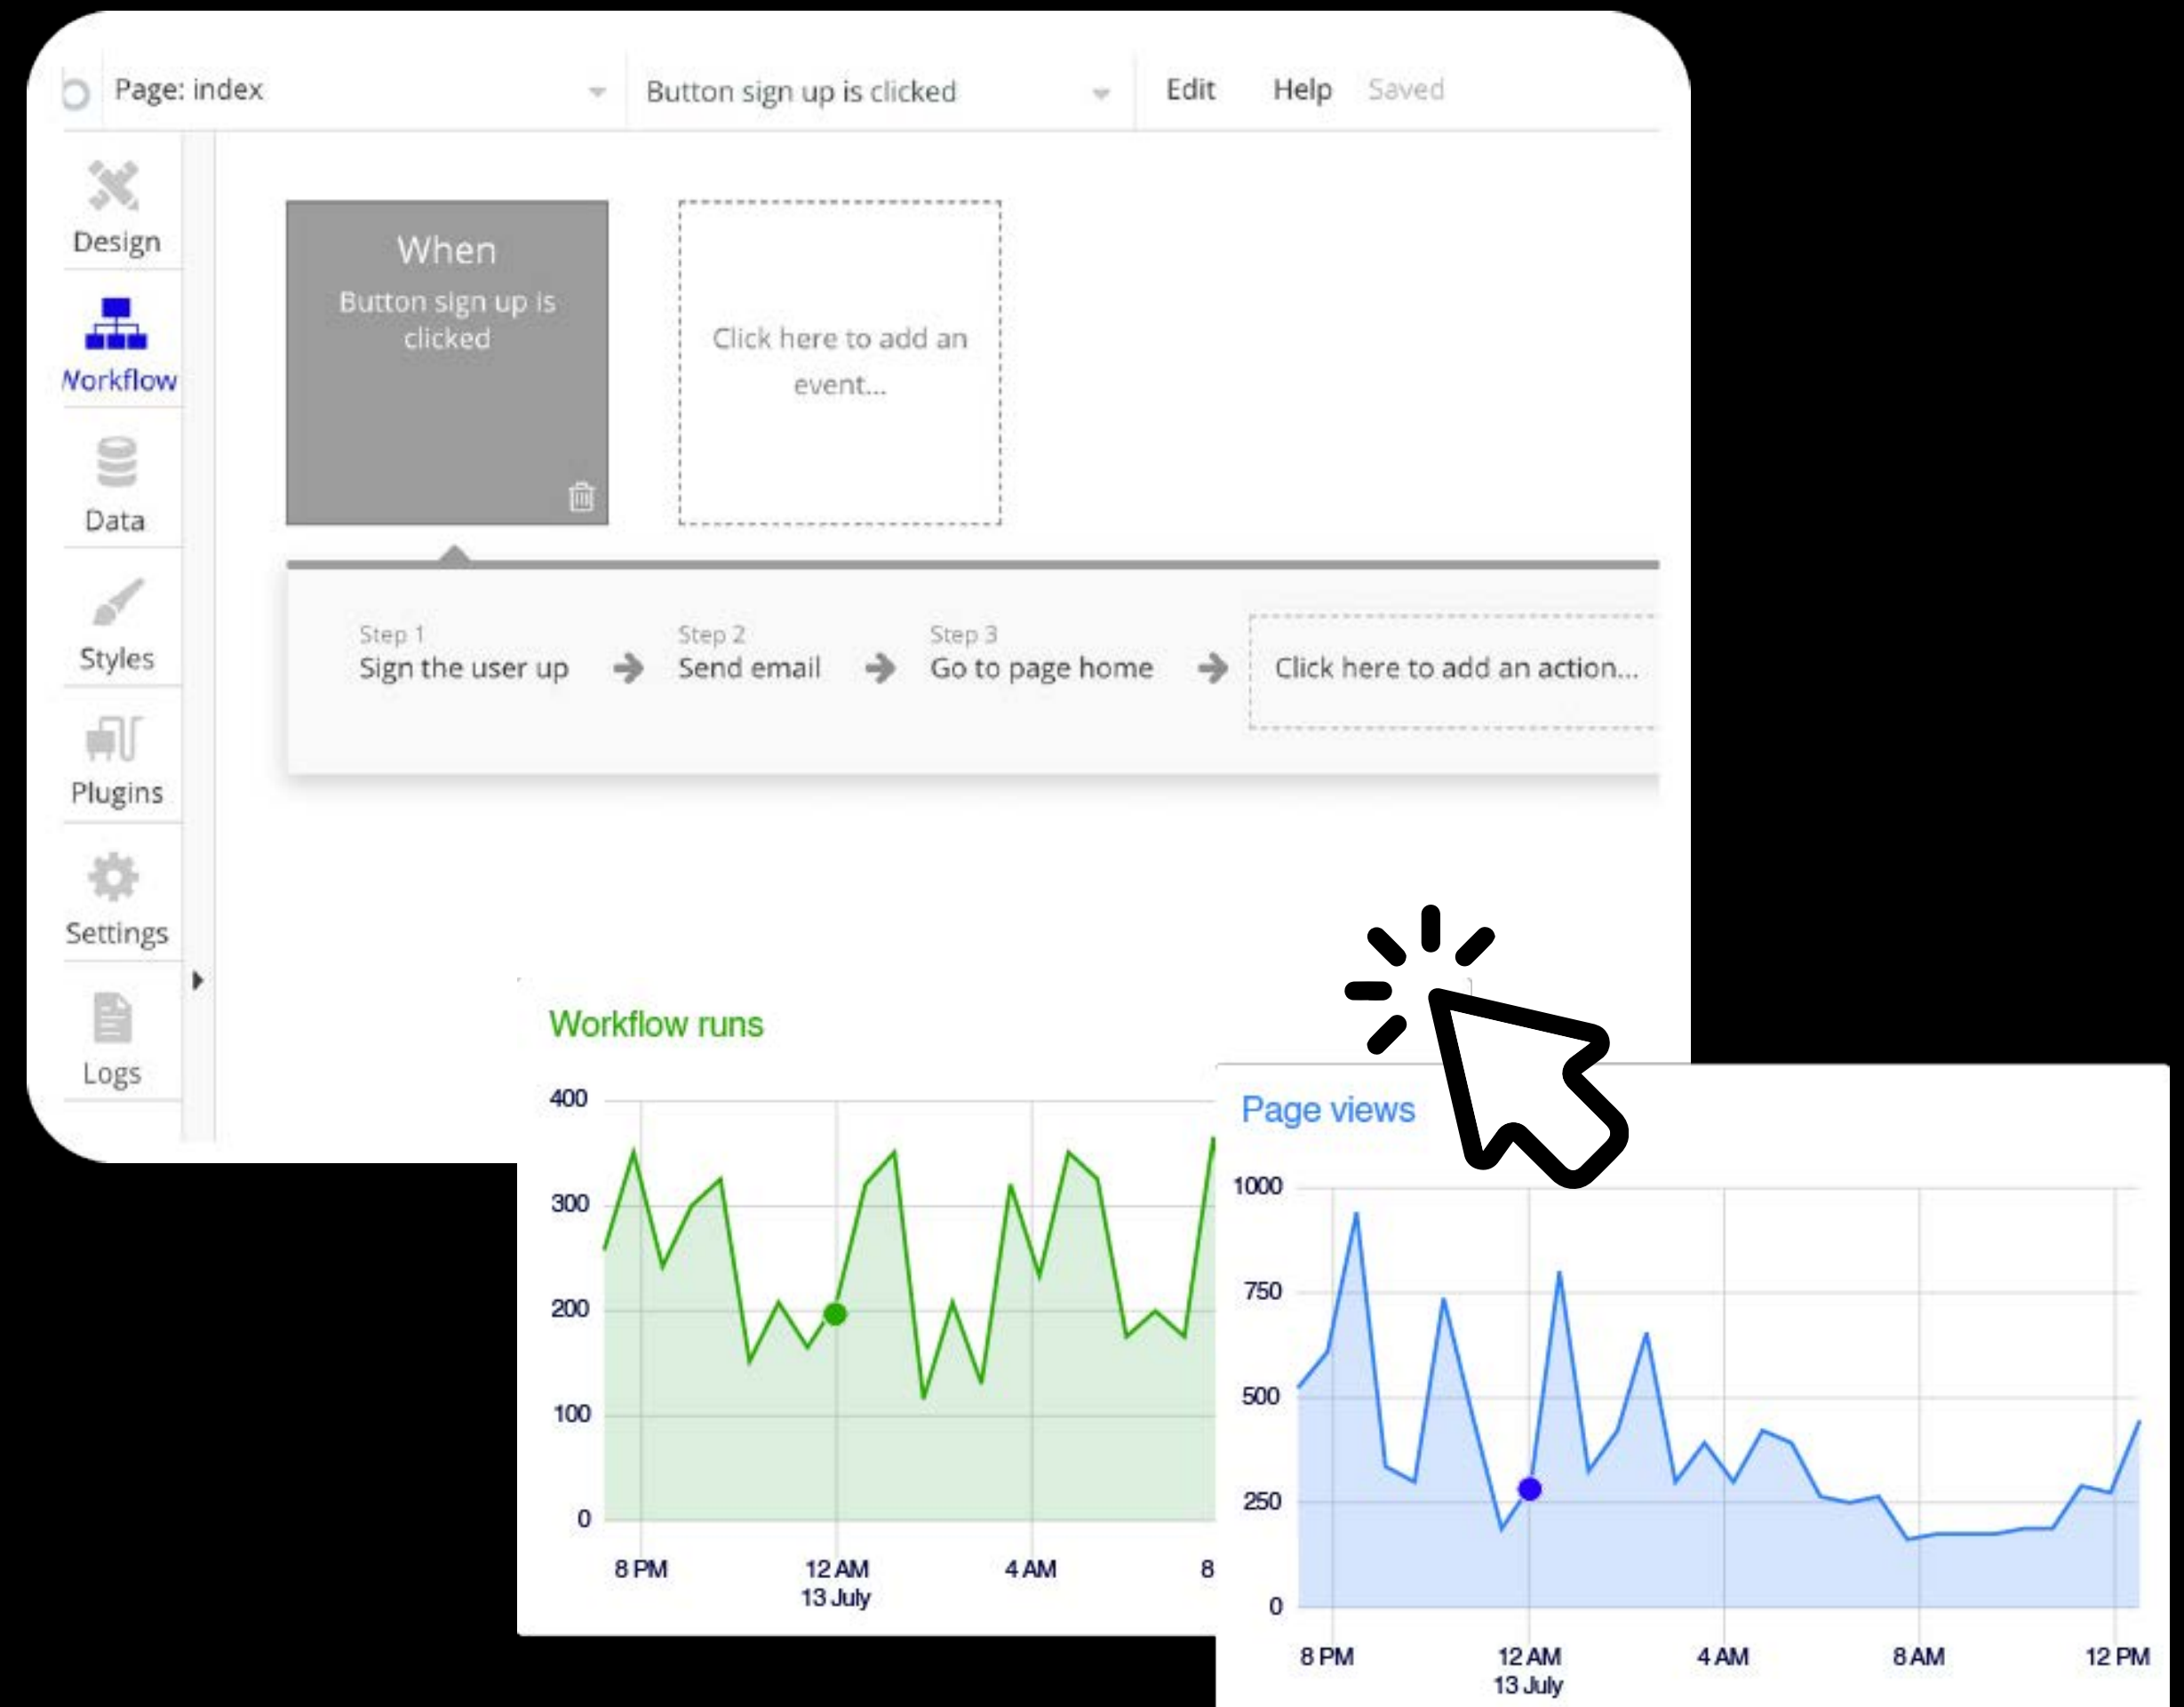 b
Page: index
Button sign up is clicked
Edit
Help
Saved
Design
Workflow
Data
Styles
Plugins
Settings
Logs
When
Button sign up is
clicked
Click here to add an
event...
Step 1
Sign the user up
Step 2
Send email
Step 3
Go to page home
Click here to add an action...
Workflow runs
400
300
200
100
0
8 PM
12 AM
13 July
4 AM
8
Page views
1000
750
500
250
0
8 PM
12 AM
13 July
4 AM
8 AM
12 PM